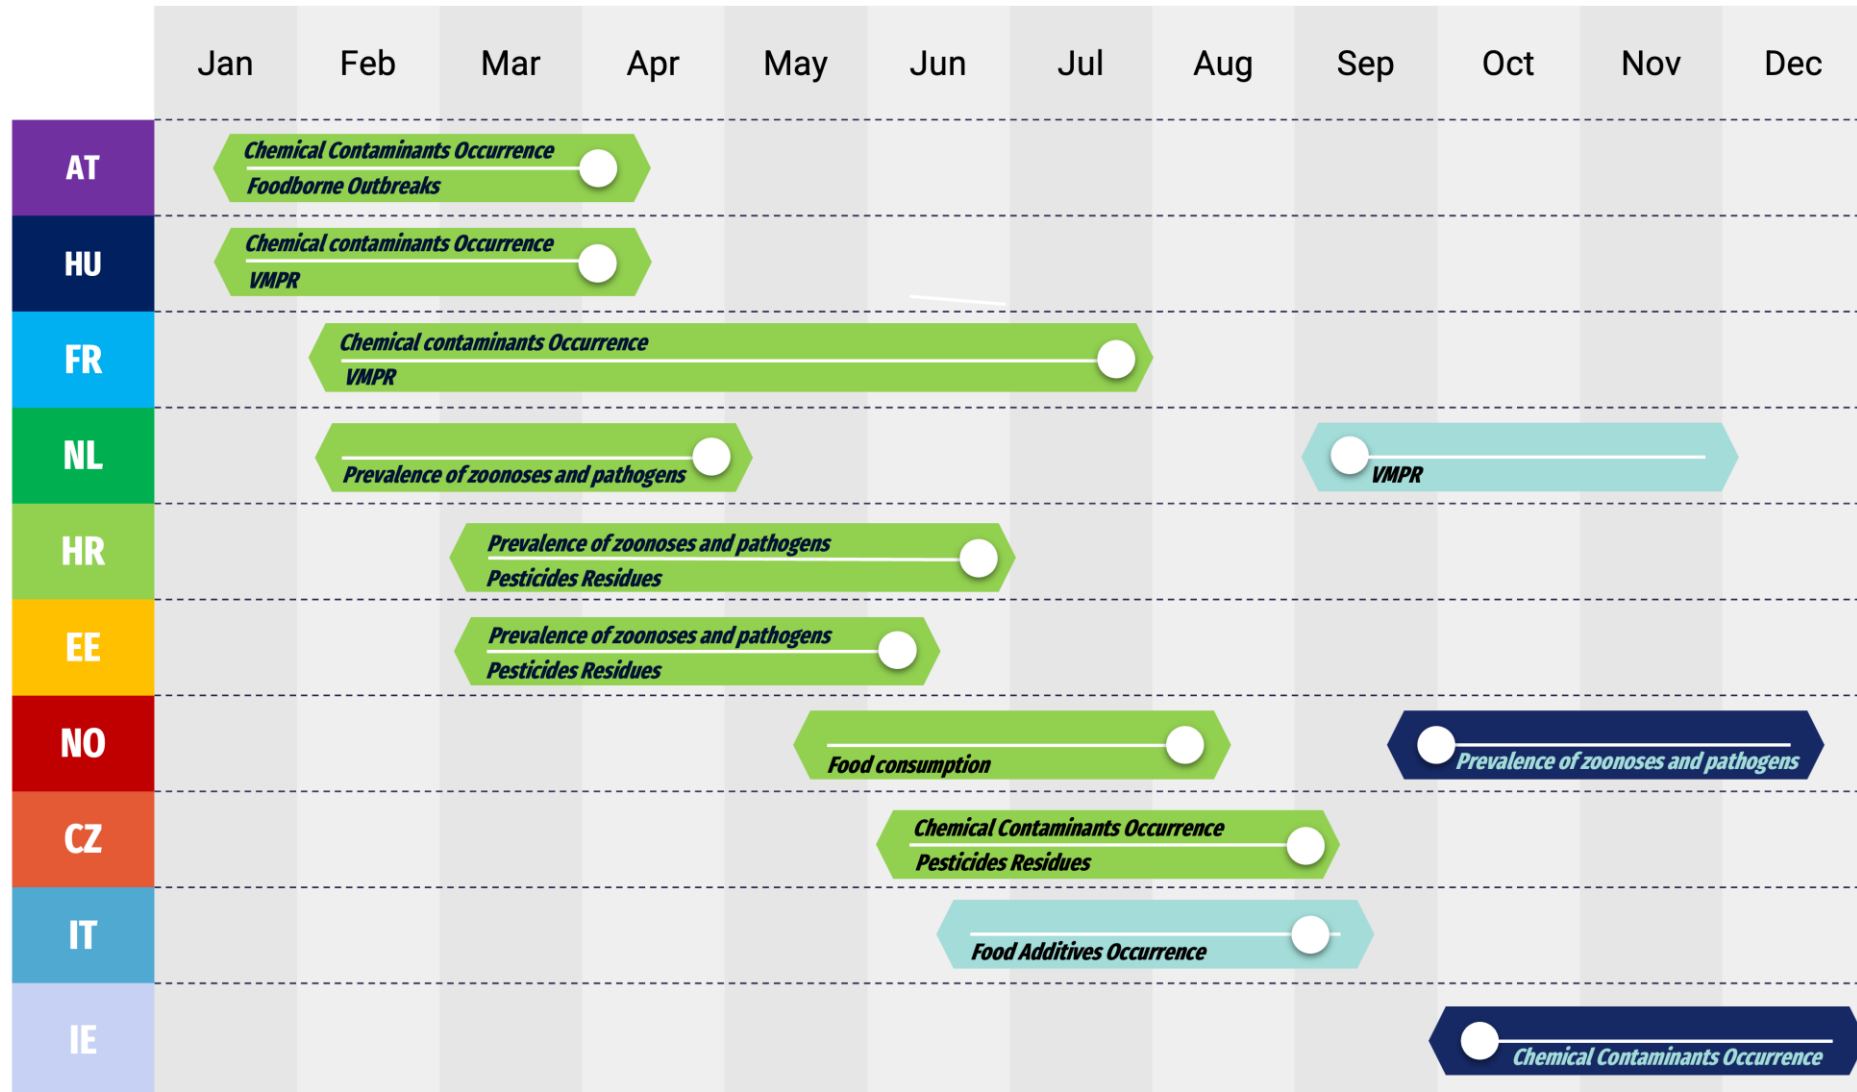 Jan Feb Mar Apr May Jun Jul Aug Sep Oct Nov Dec
AT
Chemical Contaminants Occurrence
Foodborne Outbreaks
HU
Chemical contaminants Occurrence
VMPR
FR
Chemical contaminants Occurrence
VMPR
NL
Prevalence of zoonoses and pathogens
VMPR
HR
Prevalence of zoonoses and pathogens
Pesticides Residues
EE
Prevalence of zoonoses and pathogens
Pesticides Residues
NO
Food consumption
Prevalence of zoonoses and pathogens
CZ
Chemical Contaminants Occurrence
Pesticides Residues
IT
Food Additives Occurrence
IE
Chemical Contaminants Occurrence